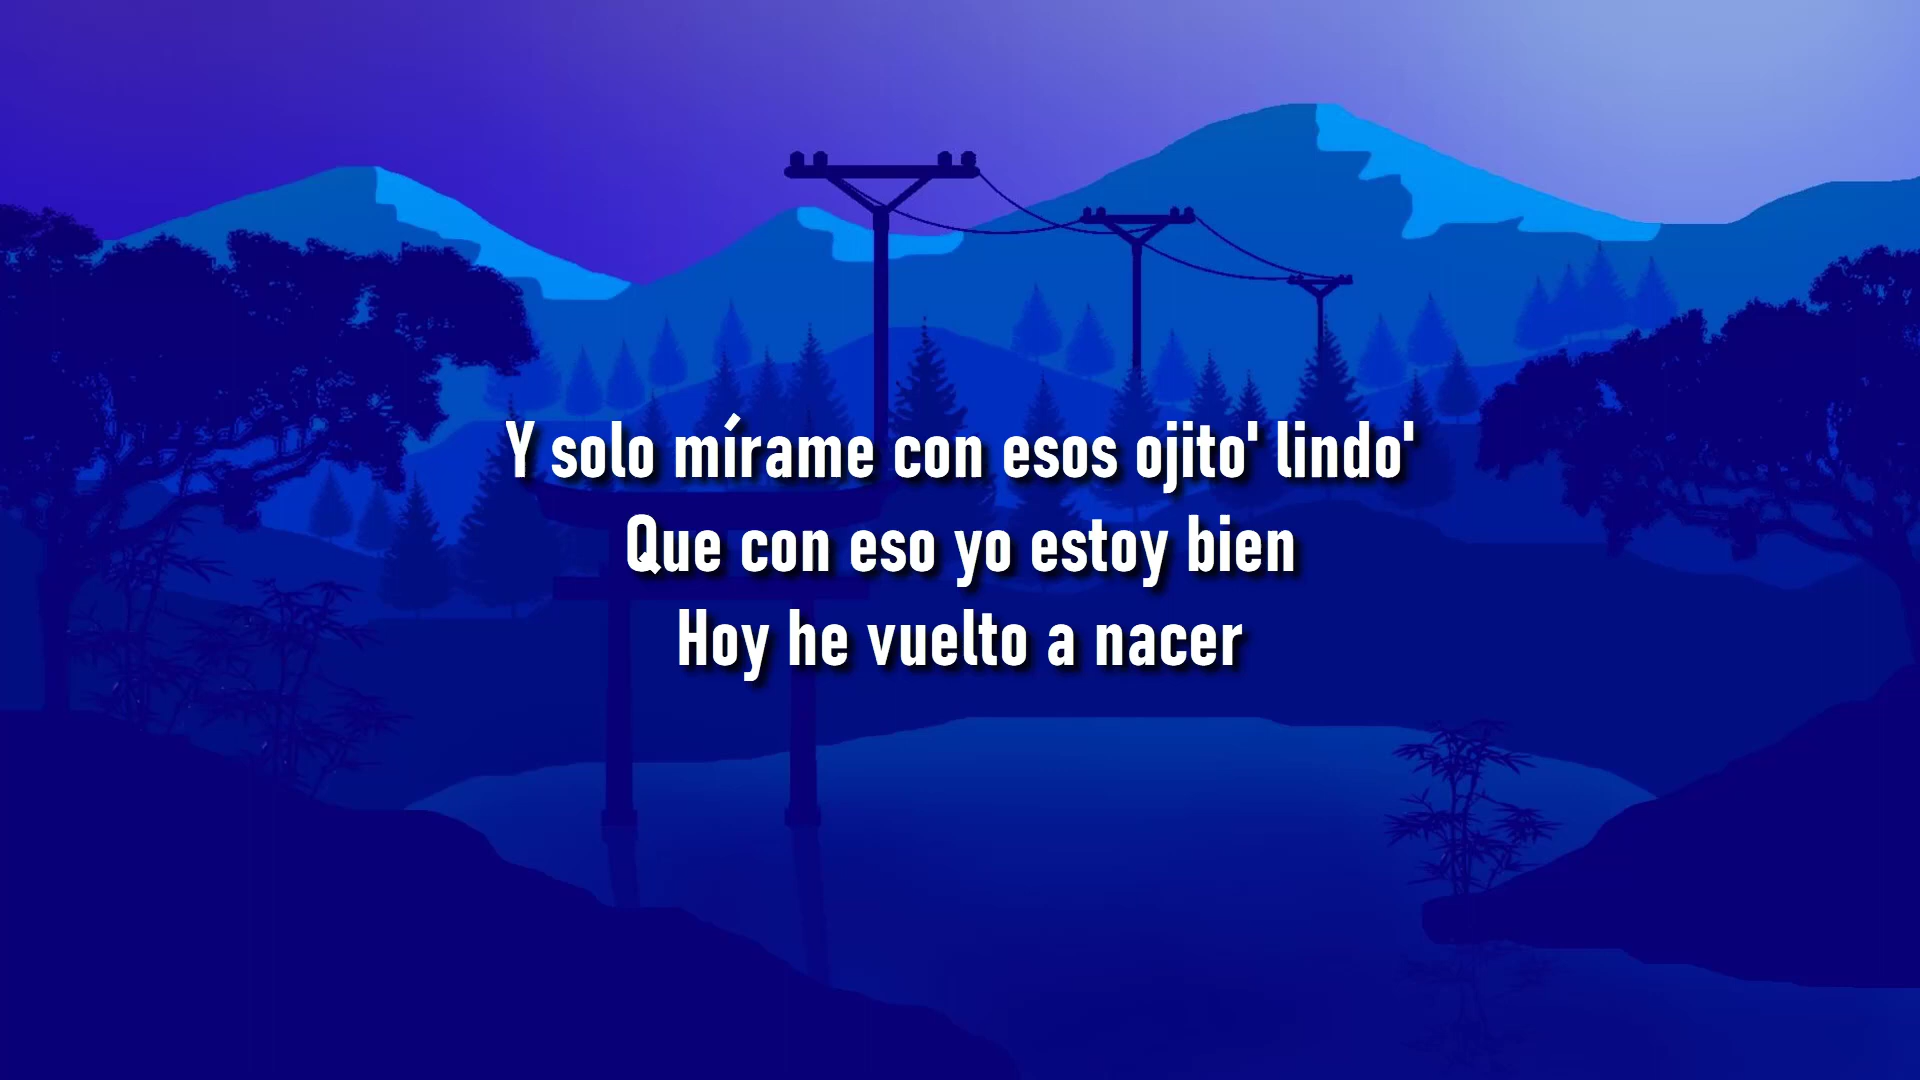 Y solo mírame con esos ojito' lindo'
Que con eso yo estoy bien
Hoy he vuelto a nacer